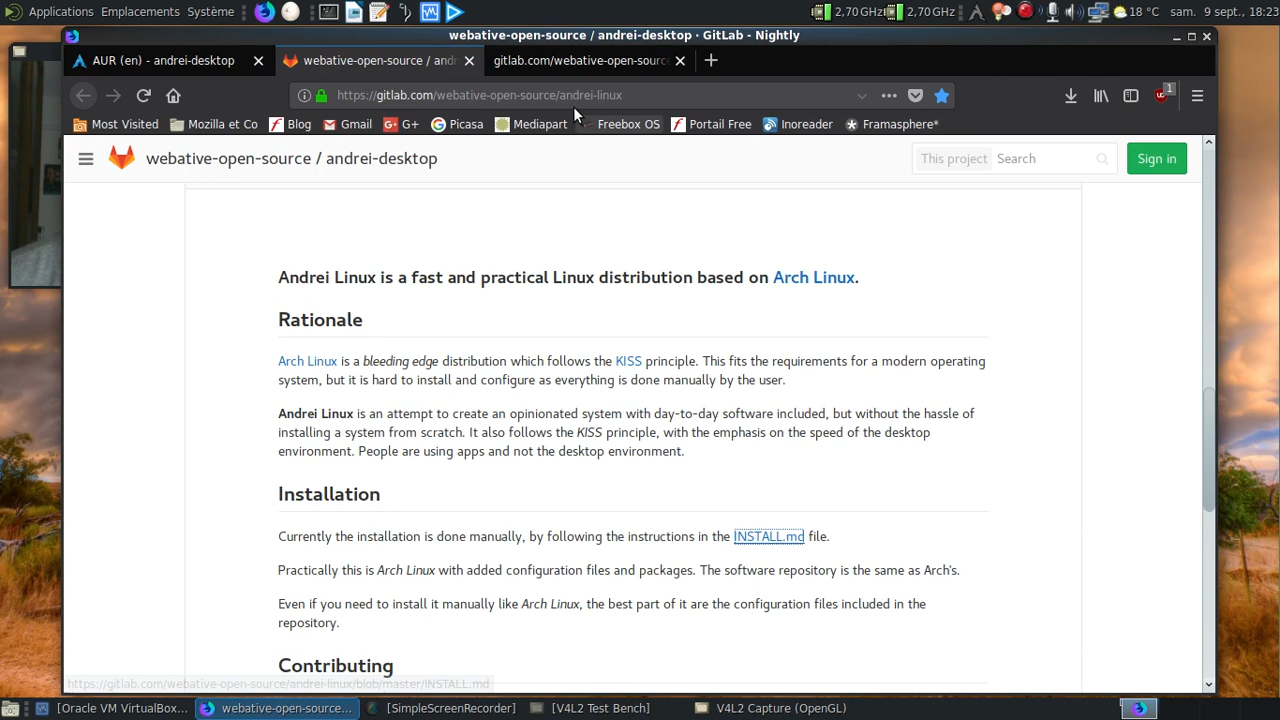 Applications Emplacements Système
2,70 GHz 2,70 GHz 18 °C sam. 9 sept., 18:23
webative-open-source / andrei-desktop · GitLab - Nightly
AUR (en) - andrei-desktop
webative-open-source / andr
gitlab.com/webative-open-source
https://gitlab.com/webative-open-source/andrei-linux
1
Most Visited Mozilla et Co Blog Gmail G+ Picasa Mediapart Freebox OS Portail Free Inoreader Framasphere*
webative-open-source / andrei-desktop
This project Search
Sign in
Andrei Linux is a fast and practical Linux distribution based on Arch Linux.
Rationale
Arch Linux is a bleeding edge distribution which follows the KISS principle. This fits the requirements for a modern operating
system, but it is hard to install and configure as everything is done manually by the user.
Andrei Linux is an attempt to create an opinionated system with day-to-day software included, but without the hassle of
installing a system from scratch. It also follows the KISS principle, with the emphasis on the speed of the desktop
environment. People are using apps and not the desktop environment.
Installation
Currently the installation is done manually, by following the instructions in the INSTALL.md file.
Practically this is Arch Linux with added configuration files and packages. The software repository is the same as Arch's.
Even if you need to install it manually like Arch Linux, the best part of it are the configuration files included in the
repository.
Contributing
https://gitlab.com/webative-open-source/andrei-linux/blob/master/INSTALL.md
[Oracle VM VirtualBox... webative-open-source... [SimpleScreenRecorder] [V4L2 Test Bench] V4L2 Capture (OpenGL)